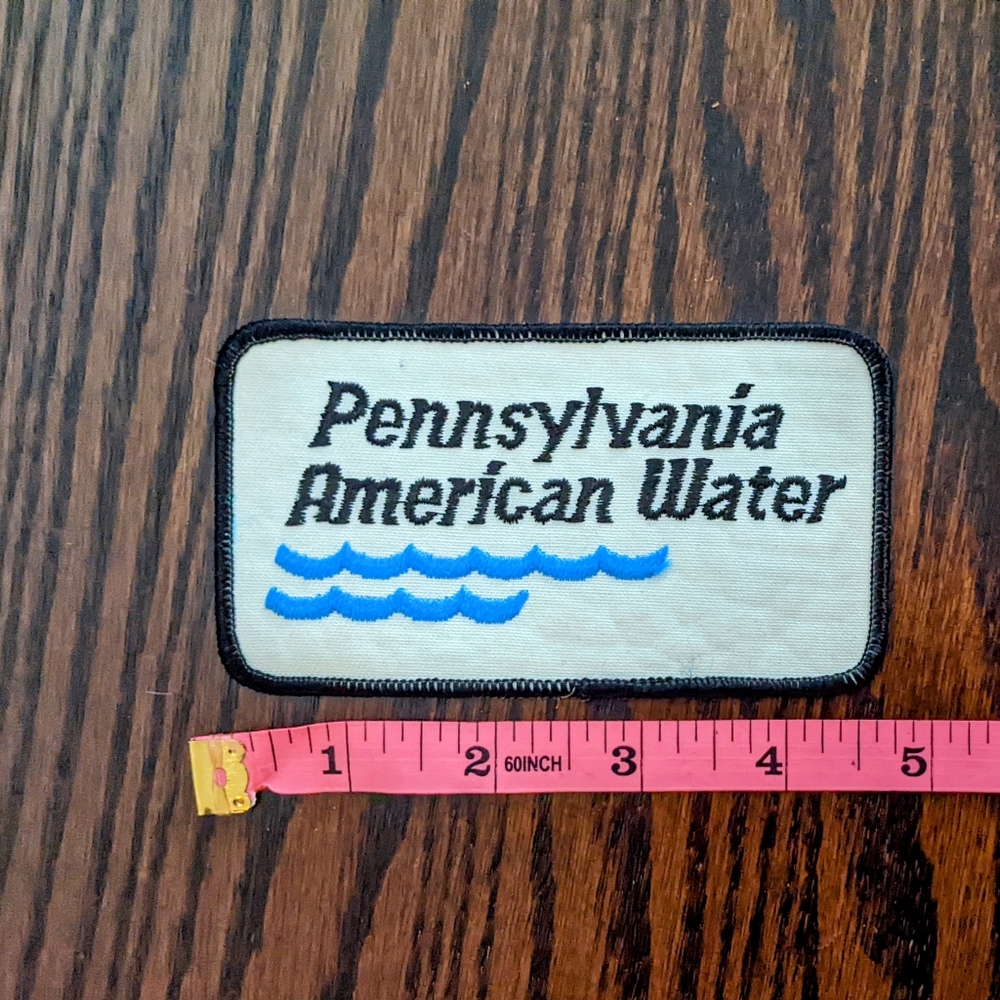 Pennsylvania
American Water
1 2 60INCH 3 4 5